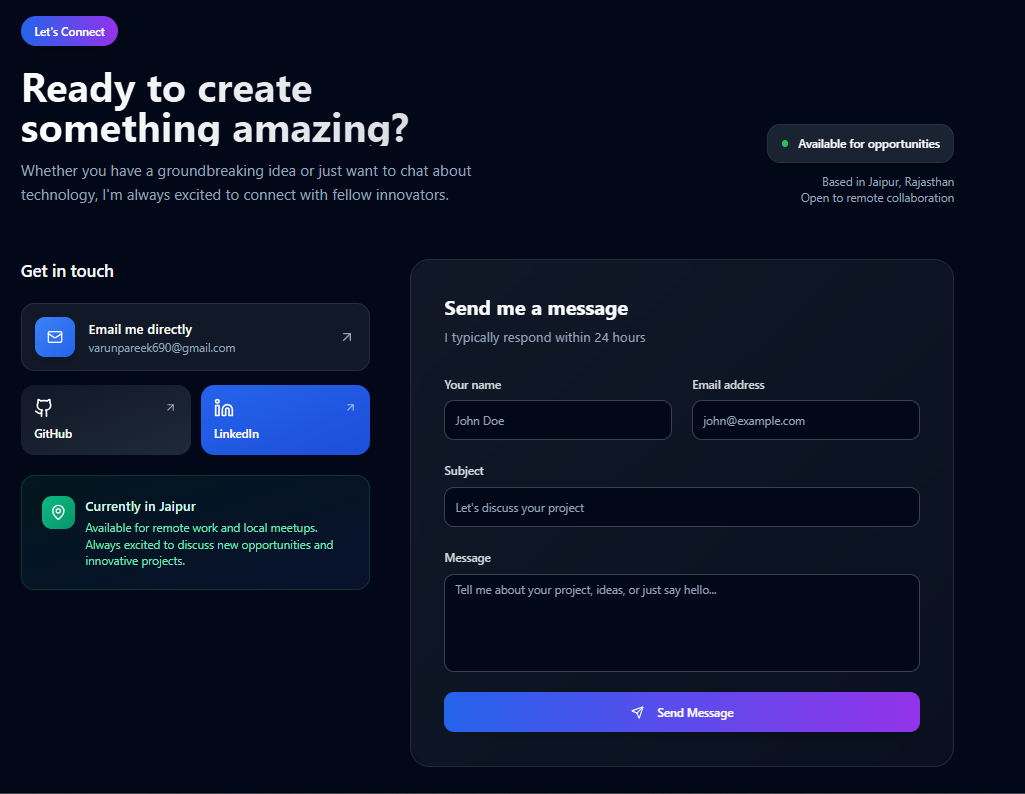 Let's Connect
Ready to create
something amazing?
Whether you have a groundbreaking idea or just want to chat about
technology, I'm always excited to connect with fellow innovators.
Available for opportunities
Based in Jaipur, Rajasthan
Open to remote collaboration
Get in touch
Email me directly
varunpareek690@gmail.com
GitHub
LinkedIn
Currently in Jaipur
Available for remote work and local meetups.
Always excited to discuss new opportunities and
innovative projects.
Send me a message
I typically respond within 24 hours
Your name
Email address
John Doe
john@example.com
Subject
Let's discuss your project
Message
Tell me about your project, ideas, or just say hello...
Send Message